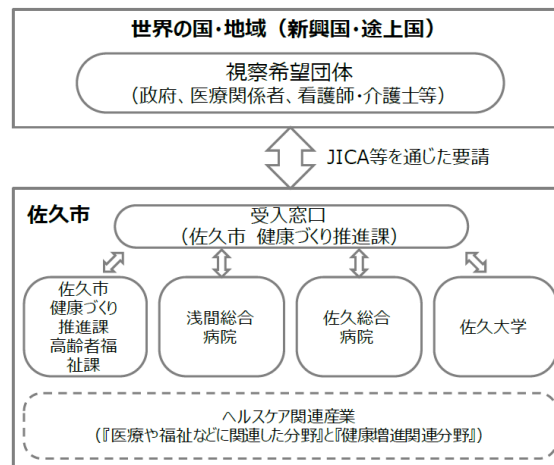 世界の国・地域（新興国・途上国）
視察希望団体
（政府、医療関係者、看護師・介護士等）
JICA等を通じた要請
佐久市
受入窓口
（佐久市 健康づくり推進課）
佐久市
健康づくり
推進課
高齢者福
祉課
浅間総合
病院
佐久総合
病院
佐久大学
ヘルスケア関連産業
（『医療や福祉などに関連した分野』と『健康増進関連分野』）